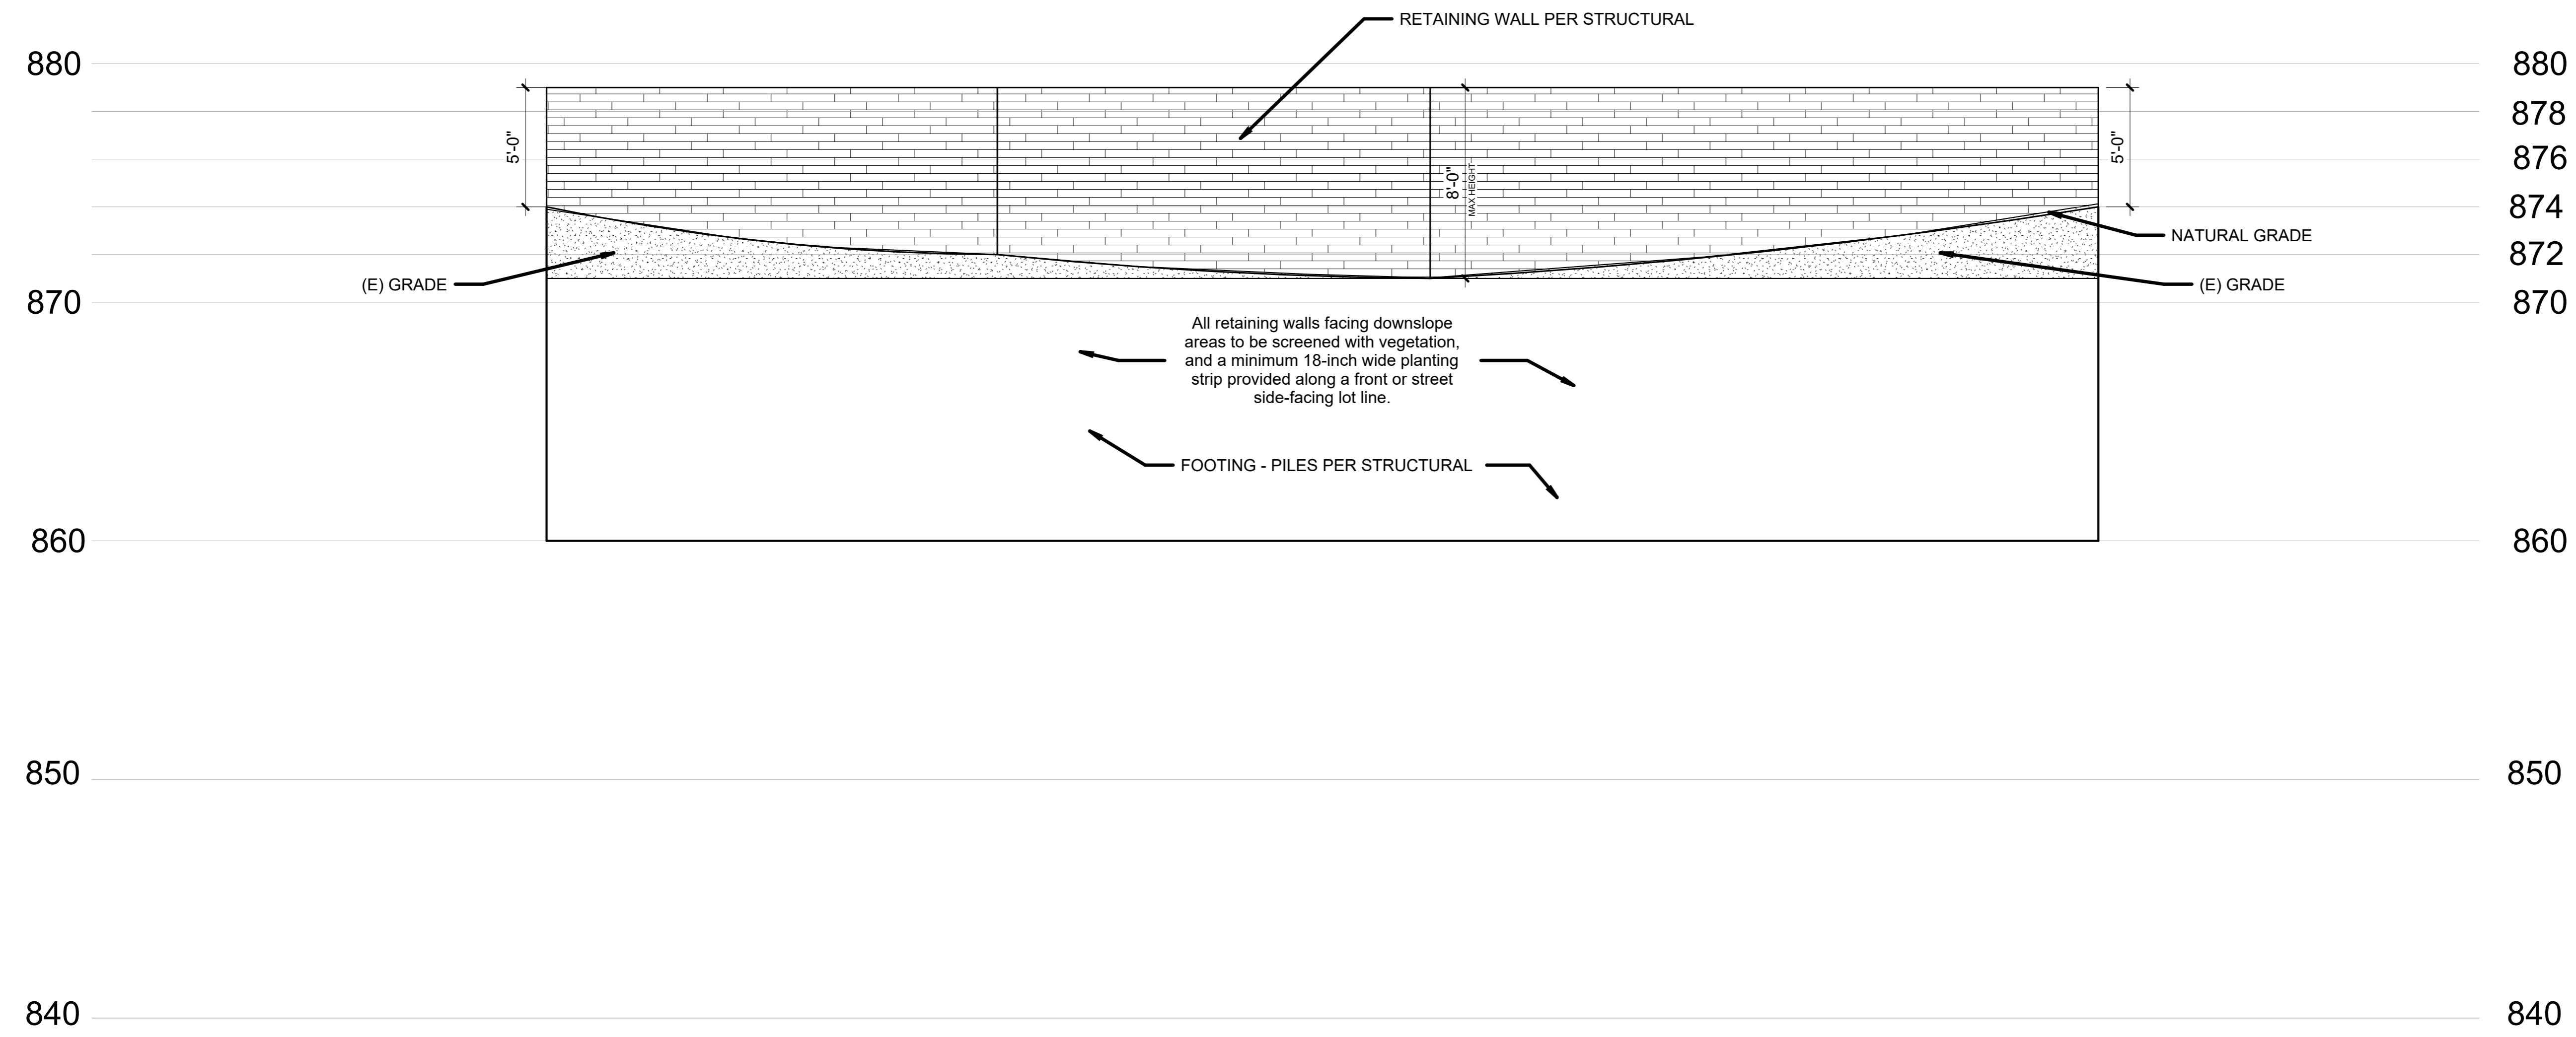 RETAINING WALL PER STRUCTURAL
880
880
878
5'-0"
5'-0"
876
8'-0"
MAX HEIGHT
874
NATURAL GRADE
872
(E) GRADE
(E) GRADE
870
870
All retaining walls facing downslope
areas to be screened with vegetation,
and a minimum 18-inch wide planting
strip provided along a front or street
side-facing lot line.
FOOTING - PILES PER STRUCTURAL
860
860
850
850
840
840